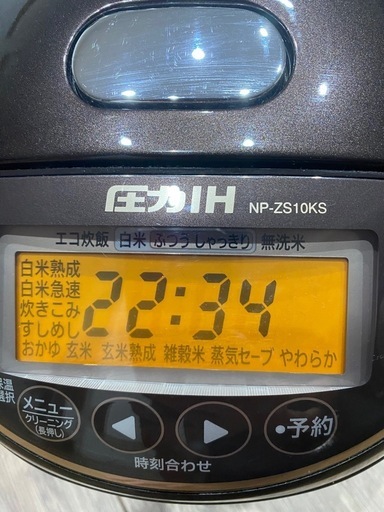 圧力IH NP-ZS10KS
エコ炊飯 白米 ふつう しゃっきり 無洗米
白米熟成
白米急速
炊きこみ
すしめし
22:34
おかゆ 玄米 玄米熟成 雑穀米 蒸気セーブ やわらか
保温
選択
メニュー
クリーニング
(長押し)
•予約
時刻合わせ